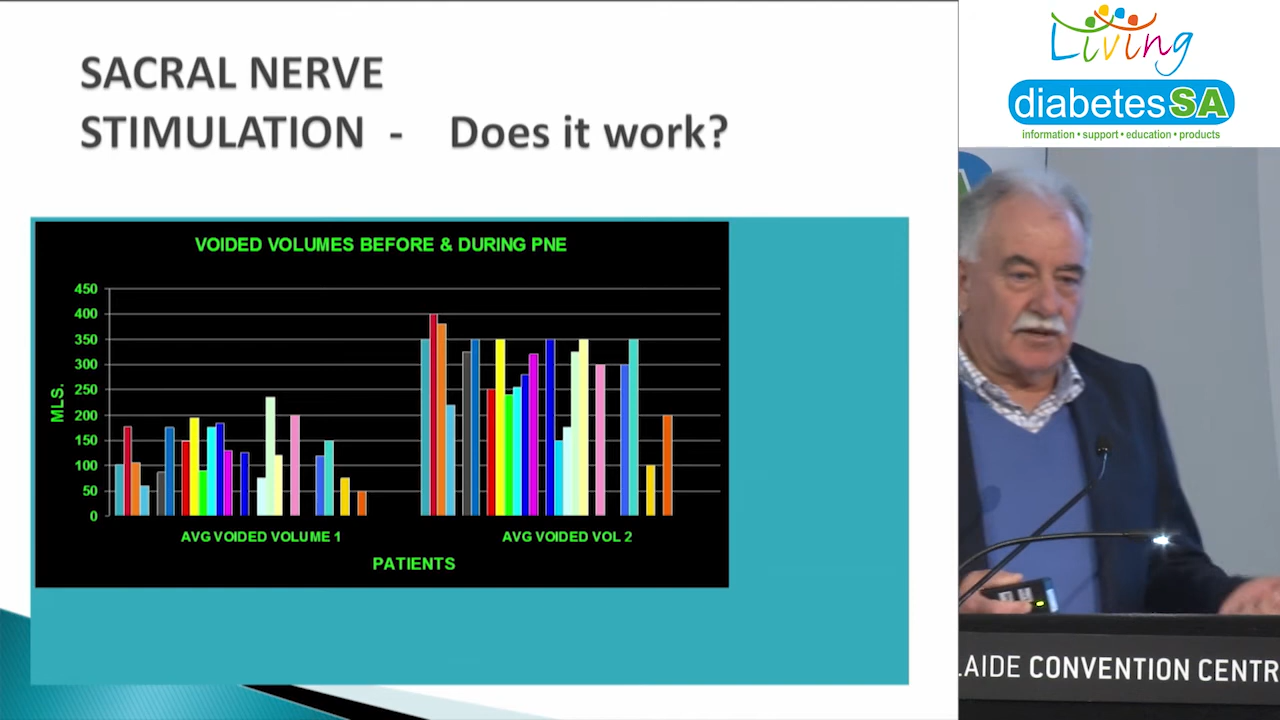 SACRAL NERVE
STIMULATION - Does it work?
VOIDED VOLUMES BEFORE & DURING PNE
450
400
350
300
250
200
150
100
50
0
MLS.
AVG VOIDED VOLUME 1
AVG VOIDED VOL 2
PATIENTS
Living
diabetesSA
information • support • education • products
LAIDE CONVENTION CENTR